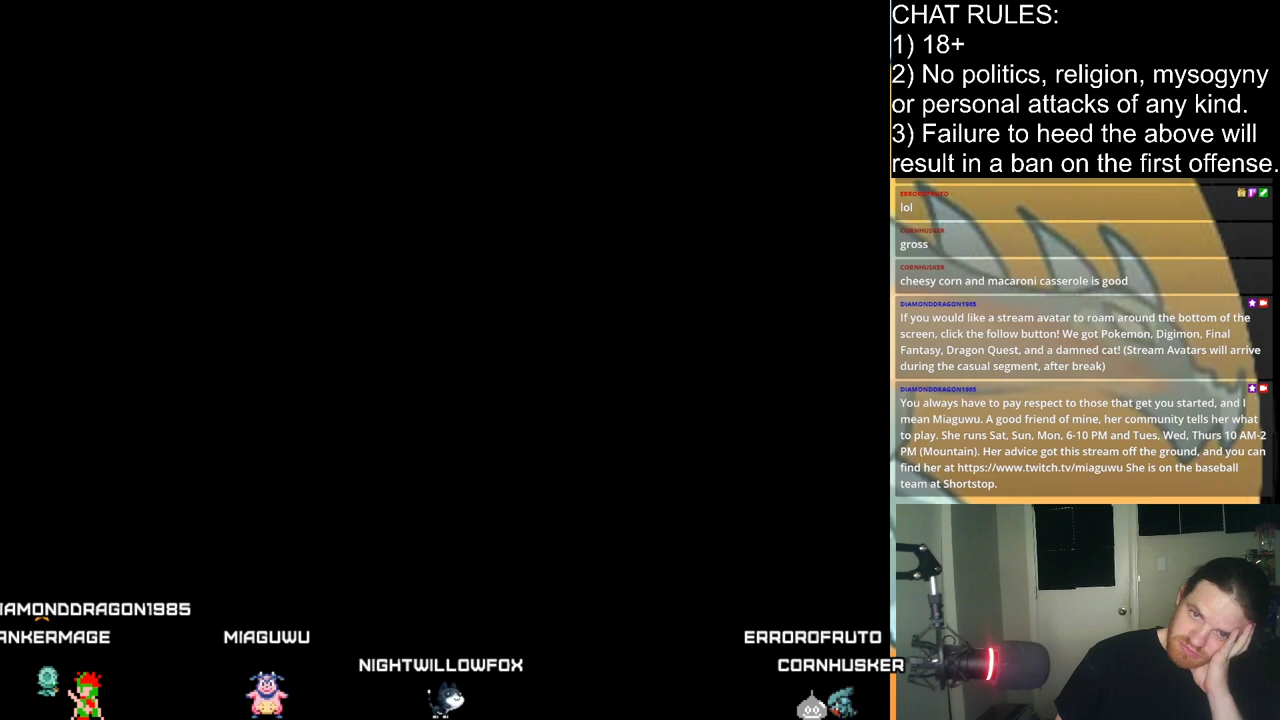 CHAT RULES:
1) 18+
2) No politics, religion, mysogyny
or personal attacks of any kind.
3) Failure to heed the above will
result in a ban on the first offense.
lol
CORNHUSKER
gross
CORNHUSKER
cheesy corn and macaroni casserole is good
DIAMONDDRAGON1985
If you would like a stream avatar to roam around the bottom of the
screen, click the follow button! We got Pokemon, Digimon, Final
Fantasy, Dragon Quest, and a damned cat! (Stream Avatars will arrive
during the casual segment, after break)
DIAMONDDRAGON1985
You always have to pay respect to those that get you started, and I
mean Miaguwu. A good friend of mine, her community tells her what
to play. She runs Sat, Sun, Mon, 6-10 PM and Tues, Wed, Thurs 10 AM-2
PM (Mountain). Her advice got this stream off the ground, and you can
find her at https://www.twitch.tv/miaguwu She is on the baseball
team at Shortstop.
IAMONDDRAGON1985
ANKERMAGE
MIAGUWU
NIGHTWILLOWFOX
ERROROFRUTO
CORNHUSKER